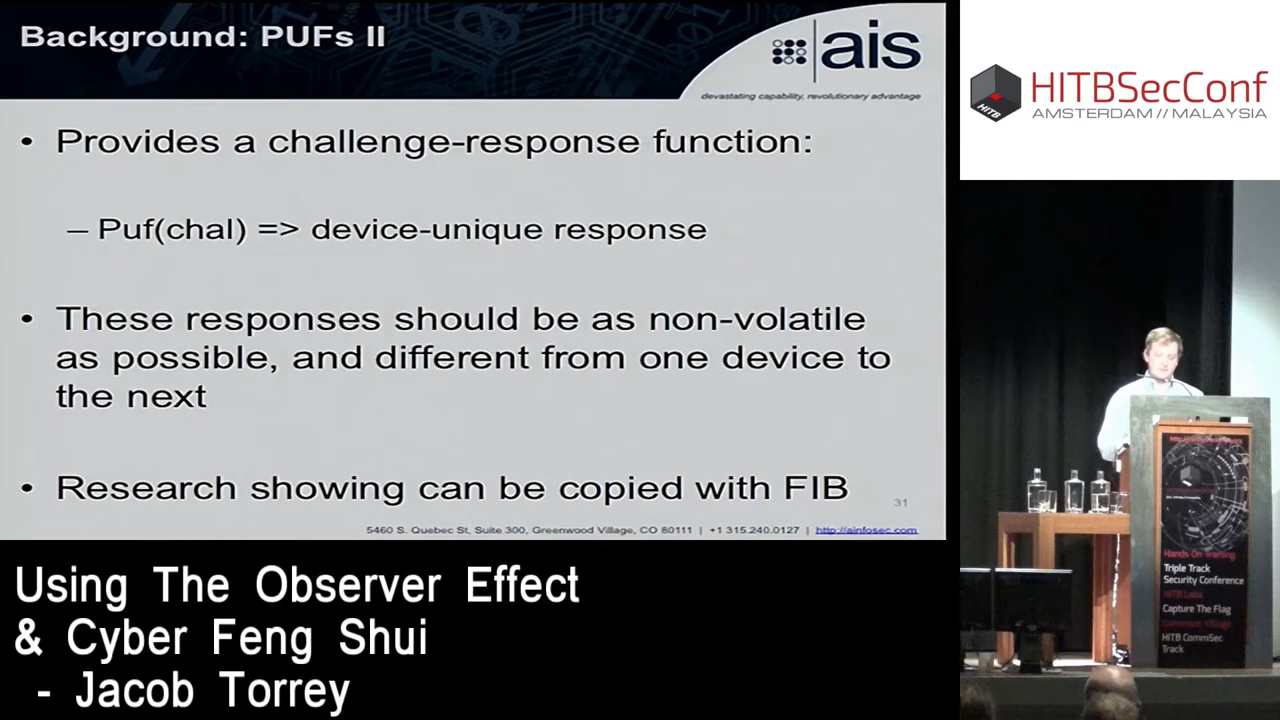 Background: PUFs II
ais
devastating capability, revolutionary advantage
• Provides a challenge-response function:
– Puf(chal) => device-unique response
• These responses should be as non-volatile
as possible, and different from one device to
the next
• Research showing can be copied with FIB
31
5460 S. Quebec St, Suite 300, Greenwood Village, CO 80111 | +1 315.240.0127 | http://ainfosec.com
HITB
HITBSecConf
AMSTERDAM // MALAYSIA
Hands On Training
Triple Track
Security Conference
HITB Labs
Capture The Flag
HITB CommSec
Track
Using The Observer Effect
& Cyber Feng Shui
- Jacob Torrey